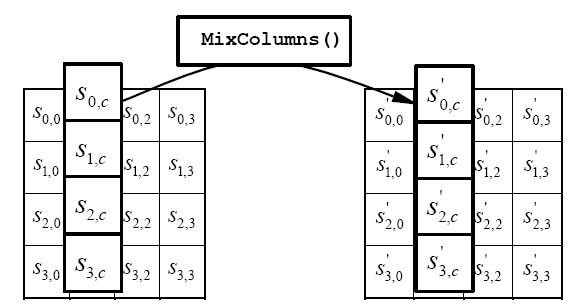 MixColumns()
S0,0 S0,c S0,2 S0,3 S'0,0 S'0,c S'0,2 S'0,3
S1,0 S1,c S1,2 S1,3 S'1,0 S'1,c S'1,2 S'1,3
S2,0 S2,c S2,2 S2,3 S'2,0 S'2,c S'2,2 S'2,3
S3,0 S3,c S3,2 S3,3 S'3,0 S'3,c S'3,2 S'3,3